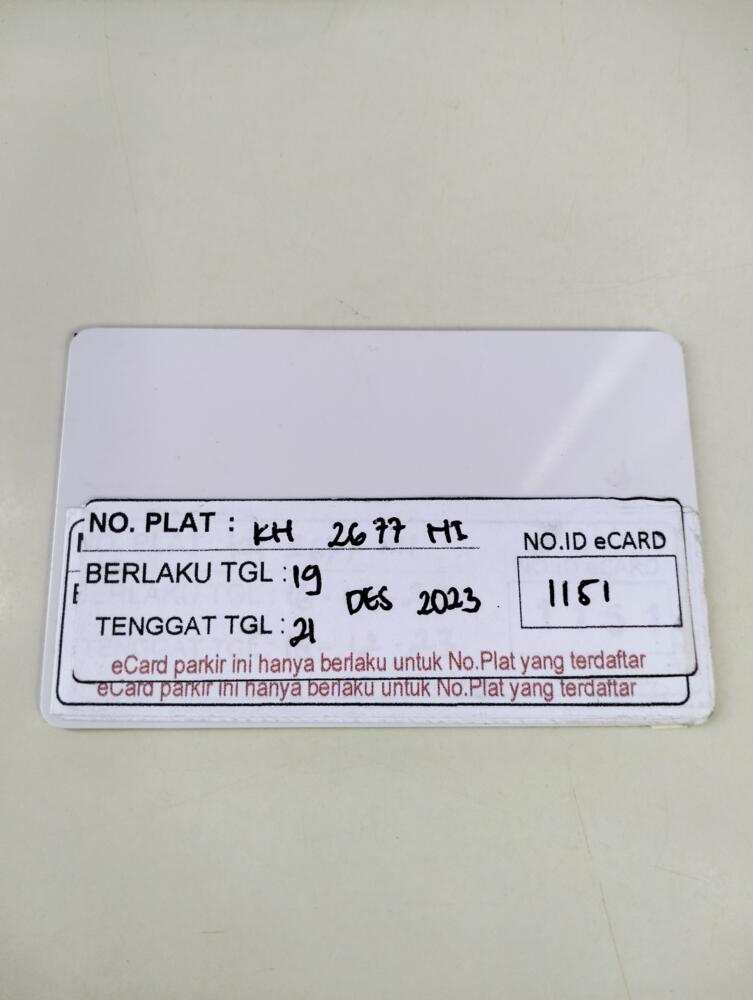 NO. PLAT : KH 2677 HI
NO.ID eCARD
BERLAKU TGL : 19
DES 2023
1151
TENGGAT TGL : 21
eCard parkir ini hanya berlaku untuk No.Plat yang terdaftar
eCard parkir ini hanya berlaku untuk No.Plat yang terdaftar